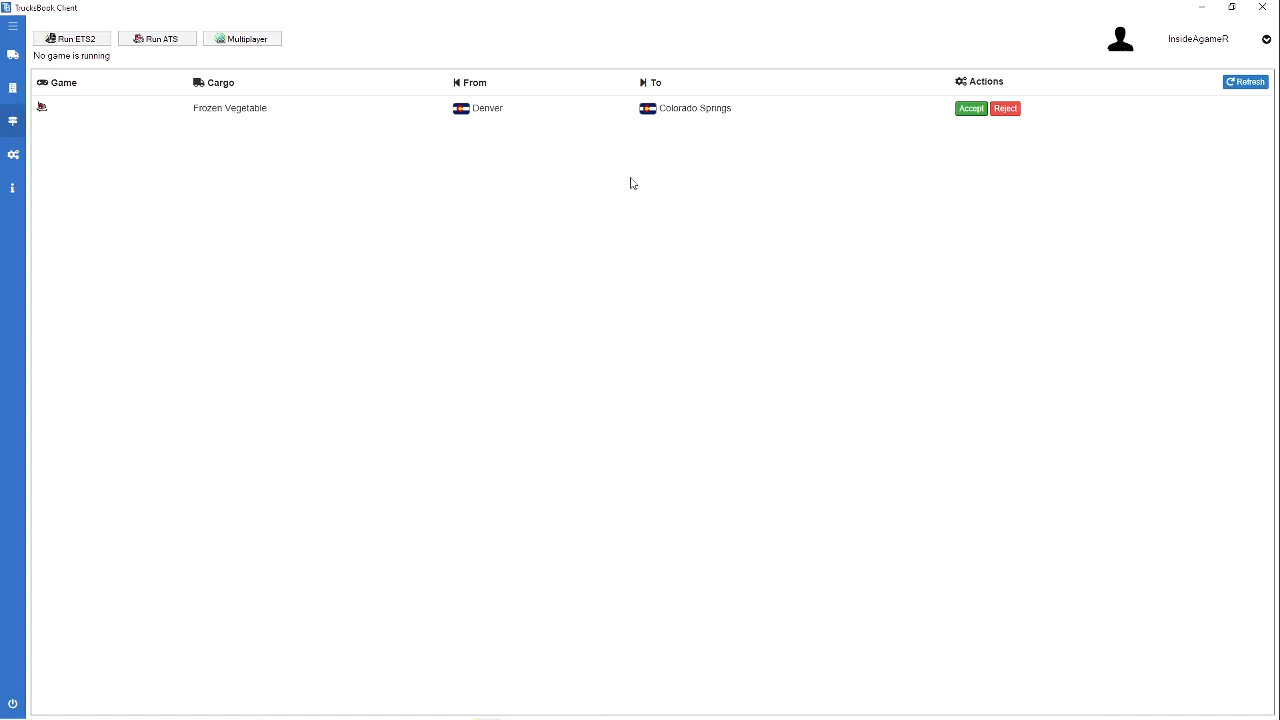 TrucksBook Client
Run ETS2 Run ATS Multiplayer
InsideAgameR
No game is running
Game Cargo From To Actions Refresh
Frozen Vegetable Denver Colorado Springs Accept Reject